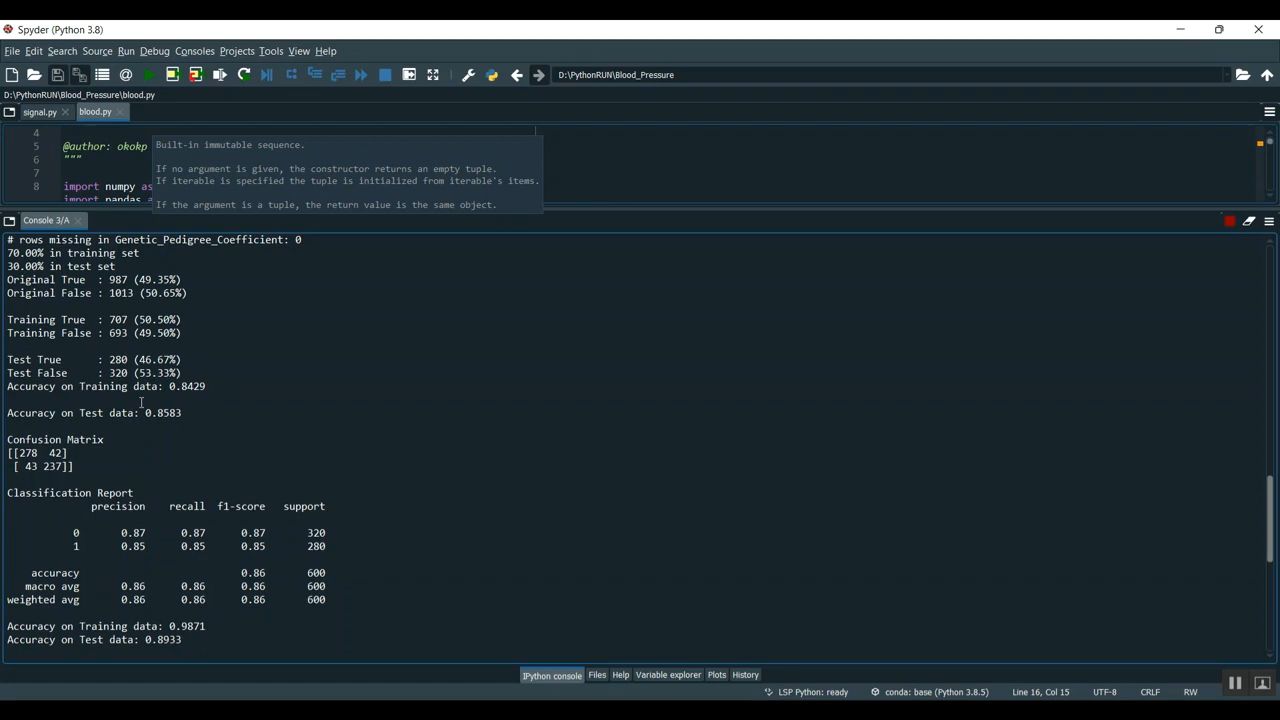 Spyder (Python 3.8)
File Edit Search Source Run Debug Consoles Projects Tools View Help
D:\PythonRUN\Blood_Pressure
D:\PythonRUN\Blood_Pressure\blood.py
signal.py blood.py
4
5 @author: okokp
6 """
7
8 import numpy as
import pandas
Built-in immutable sequence.
If no argument is given, the constructor returns an empty tuple.
If iterable is specified the tuple is initialized from iterable's items.
If the argument is a tuple, the return value is the same object.
Console 3/A
# rows missing in Genetic_Pedigree_Coefficient: 0
70.00% in training set
30.00% in test set
Original True : 987 (49.35%)
Original False : 1013 (50.65%)
Training True : 707 (50.50%)
Training False : 693 (49.50%)
Test True : 280 (46.67%)
Test False : 320 (53.33%)
Accuracy on Training data: 0.8429
Accuracy on Test data: 0.8583
Confusion Matrix
[[278 42]
[ 43 237]]
Classification Report
precision recall f1-score support
0 0.87 0.87 0.87 320
1 0.85 0.85 0.85 280
accuracy 0.86 600
macro avg 0.86 0.86 0.86 600
weighted avg 0.86 0.86 0.86 600
Accuracy on Training data: 0.9871
Accuracy on Test data: 0.8933
IPython console Files Help Variable explorer Plots History
LSP Python: ready conda: base (Python 3.8.5) Line 16, Col 15 UTF-8 CRLF RW